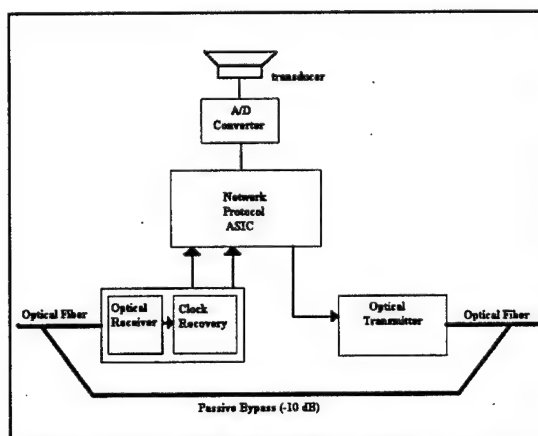 transducer
A/D
Converter
Network
Protocol
ASIC
Optical Fiber
Optical
Receiver
Clock
Recovery
Optical
Transmitter
Optical Fiber
Passive Bypass (-10 dB)